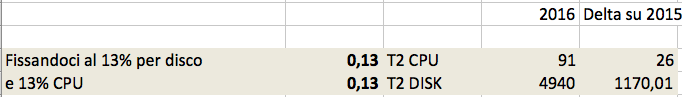 2016 Delta su 2015
Fissandoci al 13% per disco 0,13 T2 CPU 91 26
e 13% CPU 0,13 T2 DISK 4940 1170,01